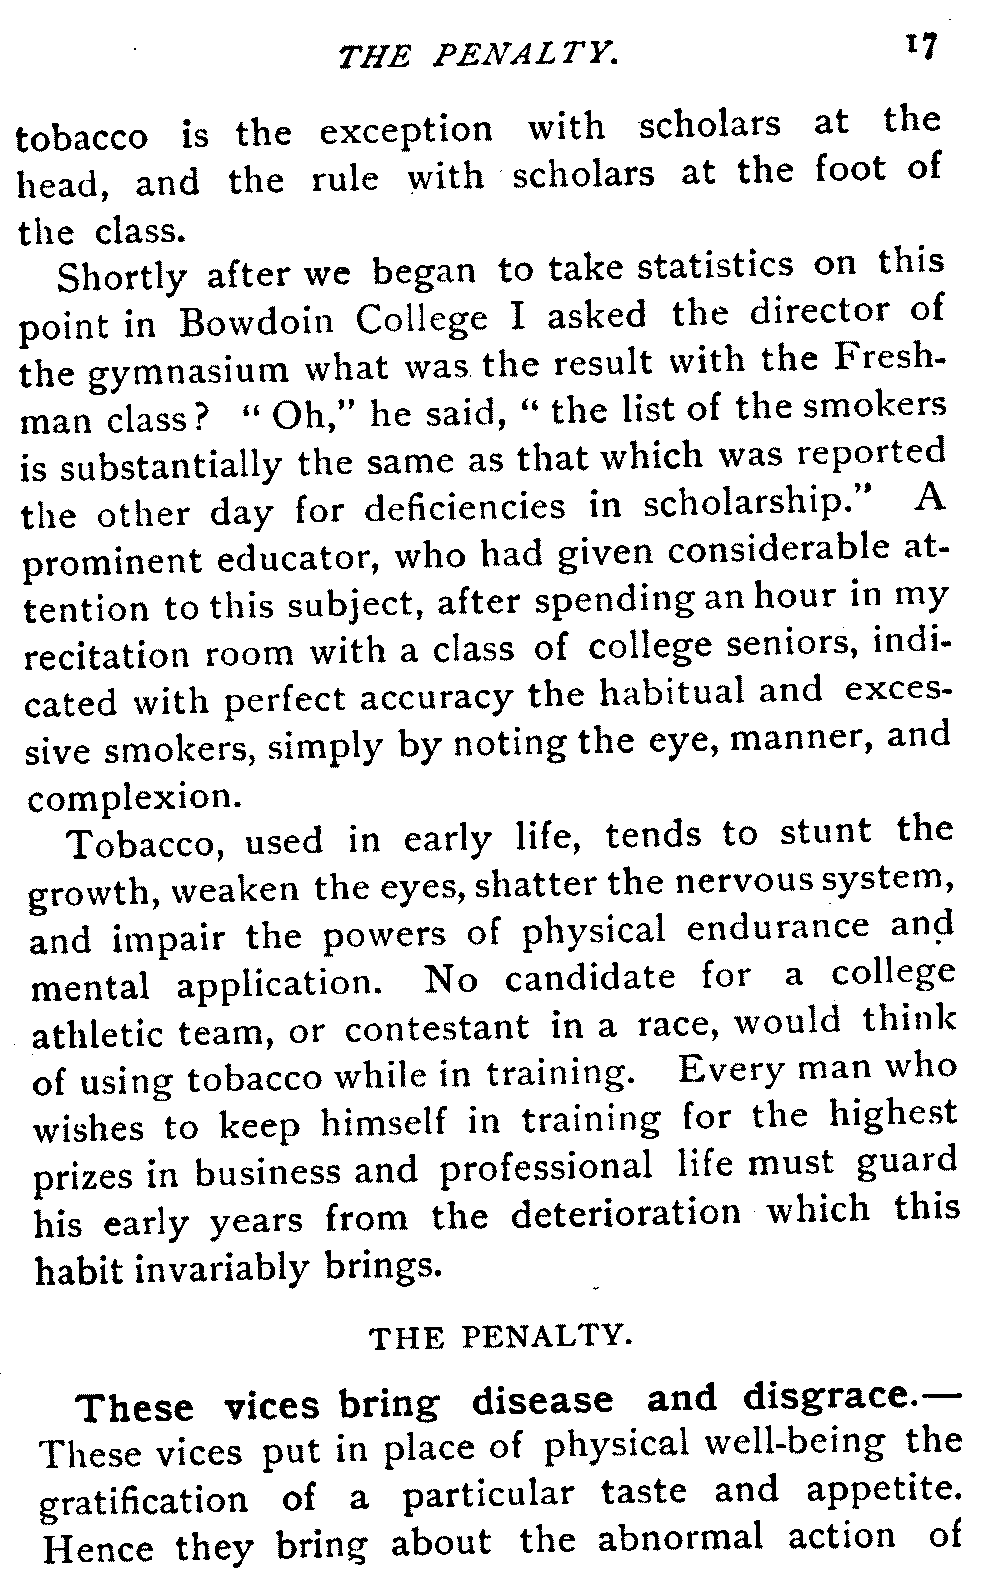 THE PENALTY. 17
tobacco is the exception with scholars at the
head, and the rule with scholars at the foot of
the class.
Shortly after we began to take statistics on this
point in Bowdoin College I asked the director of
the gymnasium what was the result with the Fresh-
man class? “ Oh,” he said, “ the list of the smokers
is substantially the same as that which was reported
the other day for deficiencies in scholarship.” A
prominent educator, who had given considerable at-
tention to this subject, after spending an hour in my
recitation room with a class of college seniors, indi-
cated with perfect accuracy the habitual and exces-
sive smokers, simply by noting the eye, manner, and
complexion.
Tobacco, used in early life, tends to stunt the
growth, weaken the eyes, shatter the nervous system,
and impair the powers of physical endurance and
mental application. No candidate for a college
athletic team, or contestant in a race, would think
of using tobacco while in training. Every man who
wishes to keep himself in training for the highest
prizes in business and professional life must guard
his early years from the deterioration which this
habit invariably brings.
THE PENALTY.
These vices bring disease and disgrace.—
These vices put in place of physical well-being the
gratification of a particular taste and appetite.
Hence they bring about the abnormal action of